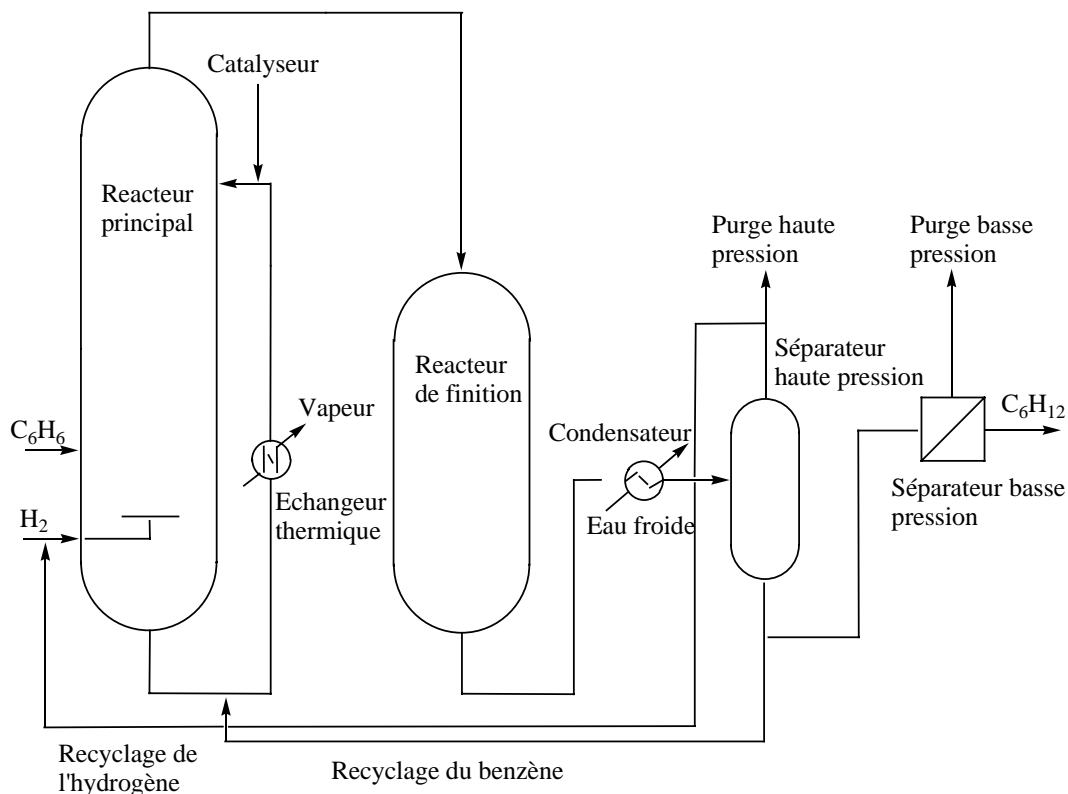 Catalyseur
Reacteur
principal
Purge haute
pression
Purge basse
pression
Reacteur
de finition
Séparateur
haute pression
C6H12
C6H6
Vapeur
Condensateur
Echangeur
thermique
Eau froide
Séparateur basse
pression
H2
Recyclage de
l'hydrogène
Recyclage du benzène